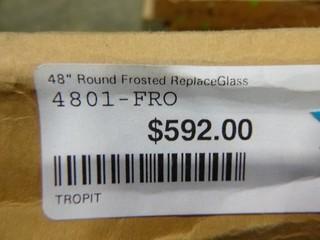 48" Round Frosted ReplaceGlass
4801-FRO
$592.00
TROPIT